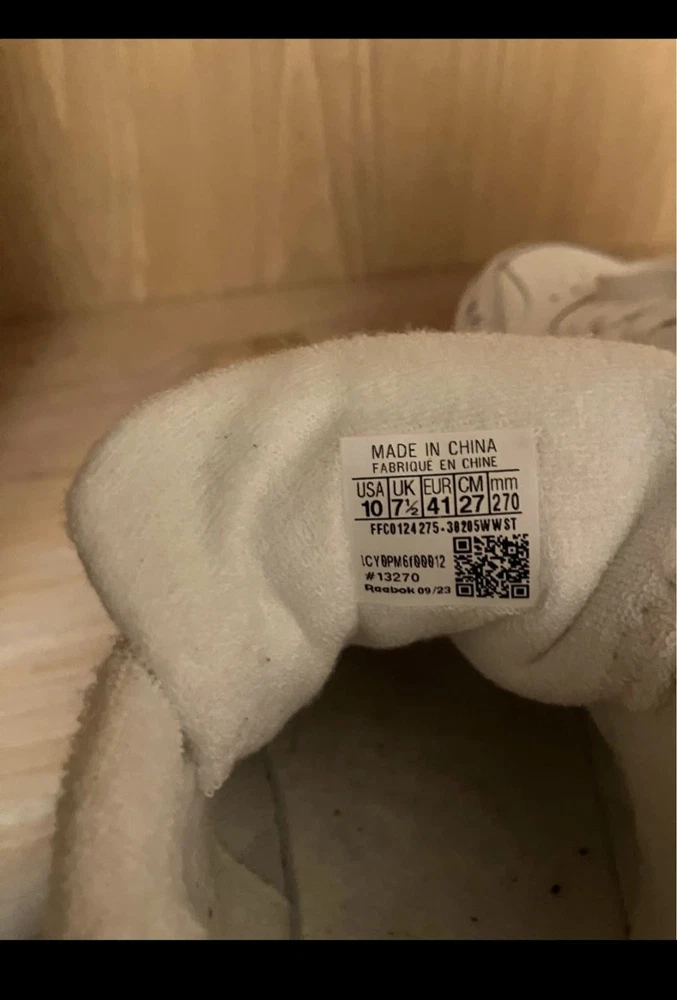 MADE IN CHINA
FABRIQUÉ EN CHINE
USA UK EUR CM mm
10 7½ 41 27 270
FFC0124275-30205WWST
#13270
Reebok 09/23